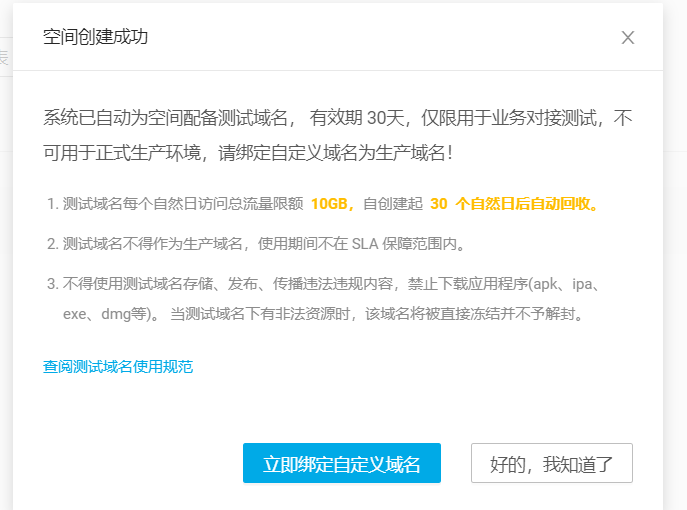 空间创建成功
表
系统已自动为空间配备测试域名， 有效期 30天，仅限用于业务对接测试，不
可用于正式生产环境，请绑定自定义域名为生产域名！
1. 测试域名每个自然日访问总流量限额 10GB，自创建起 30 个自然日后自动回收。
2. 测试域名不得作为生产域名，使用期间不在 SLA 保障范围内。
3. 不得使用测试域名存储、发布、传播违法违规内容，禁止下载应用程序(apk、ipa、
exe、dmg等)。 当测试域名下有非法资源时，该域名将被直接冻结并不予解封。
查阅测试域名使用规范
立即绑定自定义域名
好的，我知道了